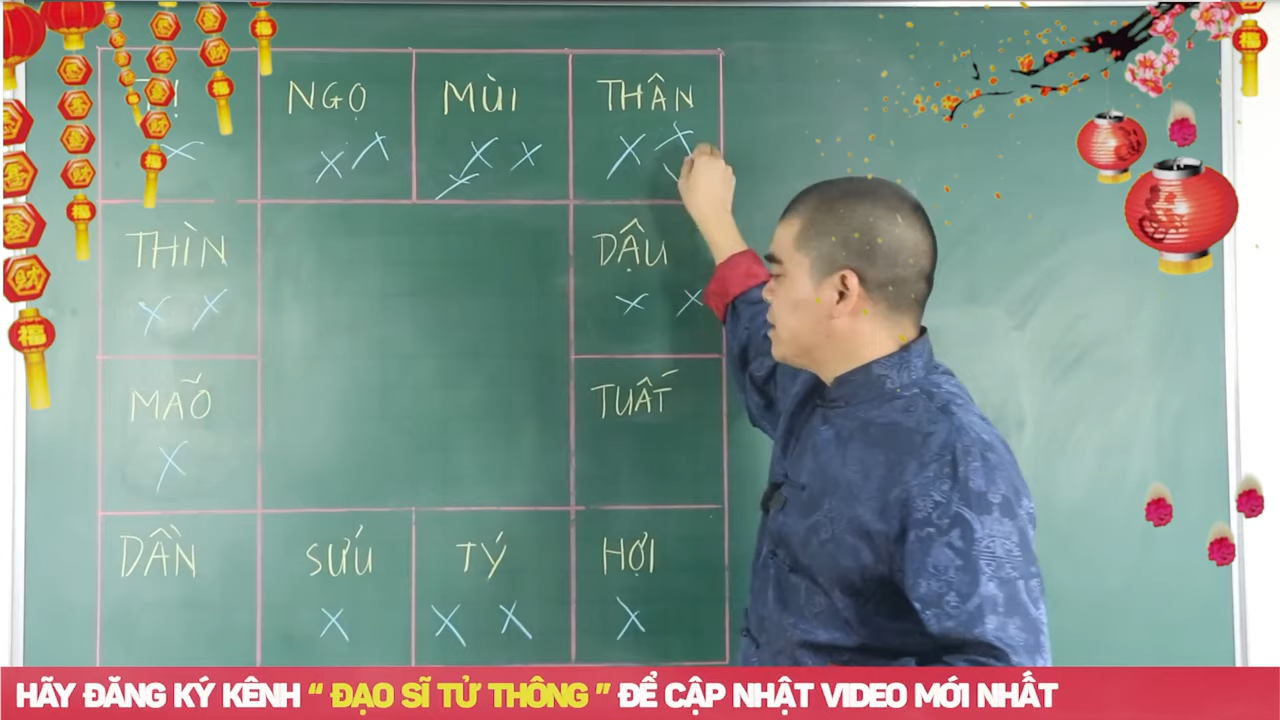 NGỌ MÙI THÂN
THÌN DẬU
MÃO TUẤT
DẦN SỬU TÝ HỢI
HÃY ĐĂNG KÝ KÊNH “ ĐẠO SĨ TỬ THÔNG ” ĐỂ CẬP NHẬT VIDEO MỚI NHẤT